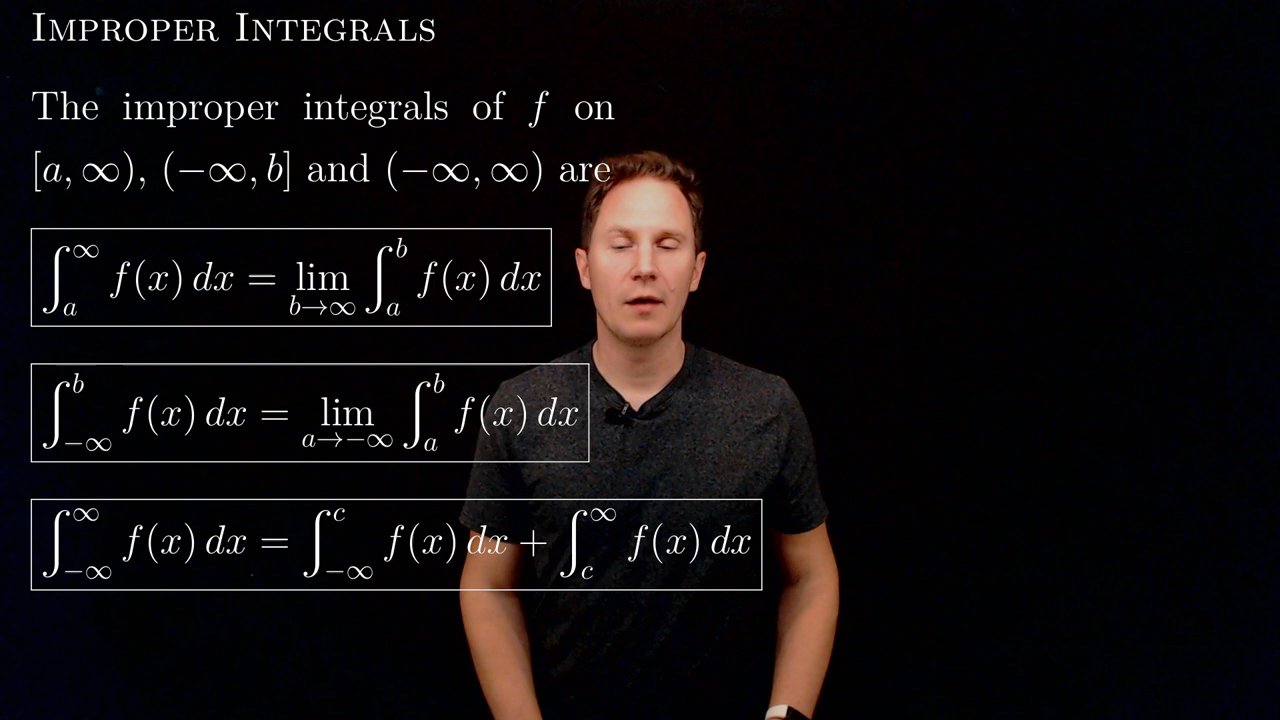 IMPROPER INTEGRALS
The improper integrals of f on
[a, ∞), (−∞, b] and (−∞, ∞) are
∫_a^∞ f(x) dx = lim_{b→∞} ∫_a^b f(x) dx
∫_{−∞}^b f(x) dx = lim_{a→−∞} ∫_a^b f(x) dx
∫_{−∞}^∞ f(x) dx = ∫_{−∞}^c f(x) dx + ∫_c^∞ f(x) dx